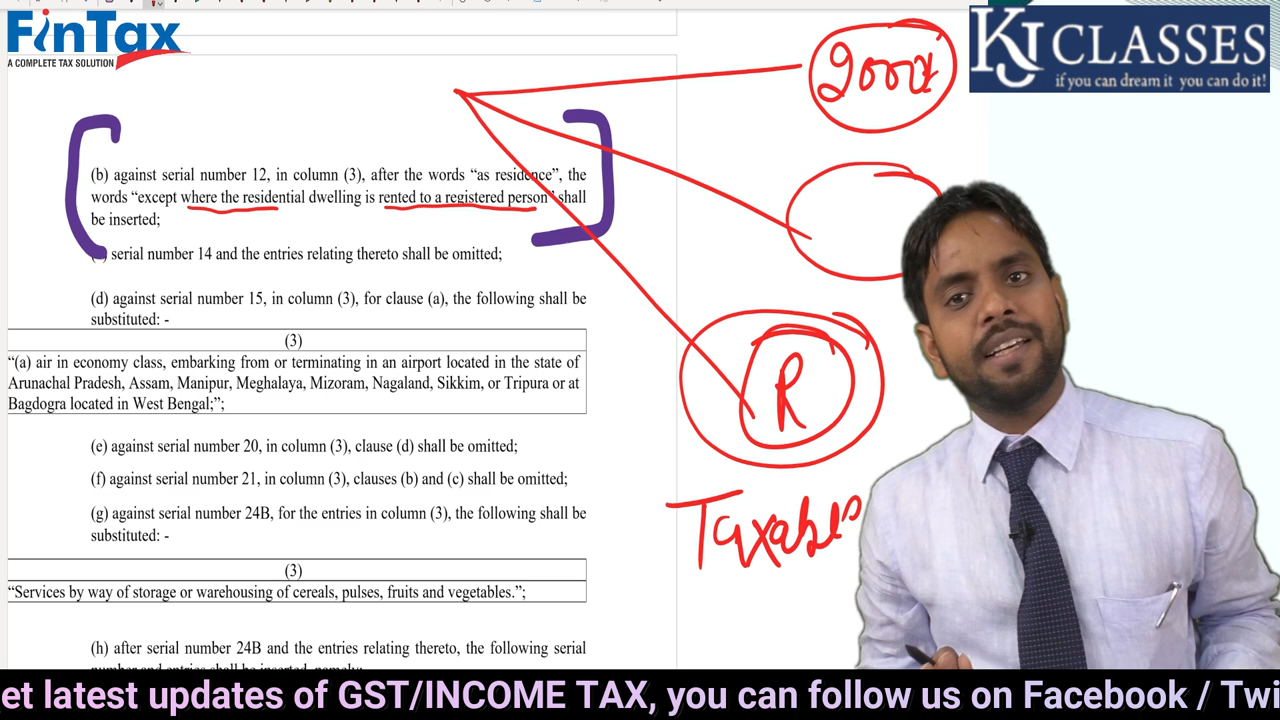 FinTax
A COMPLETE TAX SOLUTION
KJ CLASSES
if you can dream it you can do it!
(b) against serial number 12, in column (3), after the words “as residence”, the
words “except where the residential dwelling is rented to a registered person” shall
be inserted;
serial number 14 and the entries relating thereto shall be omitted;
(d) against serial number 15, in column (3), for clause (a), the following shall be
substituted: -
(3)
“(a) air in economy class, embarking from or terminating in an airport located in the state of
Arunachal Pradesh, Assam, Manipur, Meghalaya, Mizoram, Nagaland, Sikkim, or Tripura or at
Bagdogra located in West Bengal;”;
(e) against serial number 20, in column (3), clause (d) shall be omitted;
(f) against serial number 21, in column (3), clauses (b) and (c) shall be omitted;
(g) against serial number 24B, for the entries in column (3), the following shall be
substituted: -
(3)
“Services by way of storage or warehousing of cereals, pulses, fruits and vegetables.”;
(h) after serial number 24B and the entries relating thereto, the following serial
number and entries shall be inserted, namely:
R
Taxable
et latest updates of GST/INCOME TAX, you can follow us on Facebook / Twi